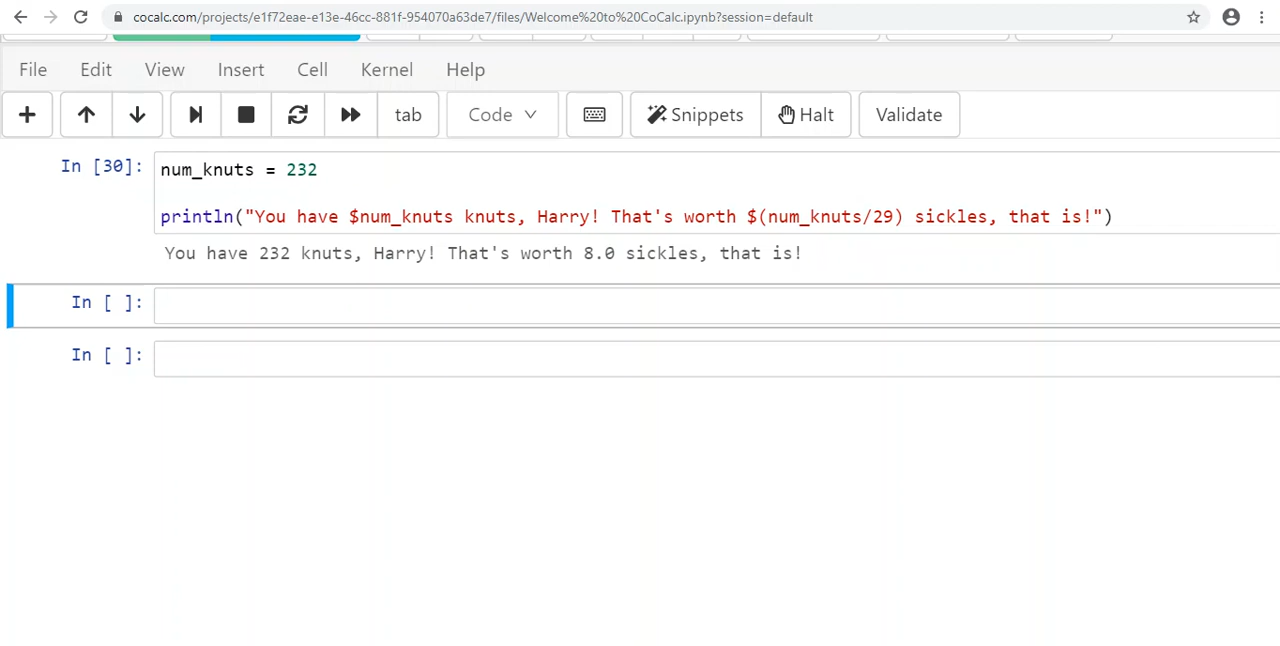 cocalc.com/projects/e1f72eae-e13e-46cc-881f-954070a63de7/files/Welcome%20to%20CoCalc.ipynb?session=default
File Edit View Insert Cell Kernel Help
tab Code Snippets Halt Validate
In [30]: num_knuts = 232
println("You have $num_knuts knuts, Harry! That's worth $(num_knuts/29) sickles, that is!")
You have 232 knuts, Harry! That's worth 8.0 sickles, that is!
In [ ]:
In [ ]: